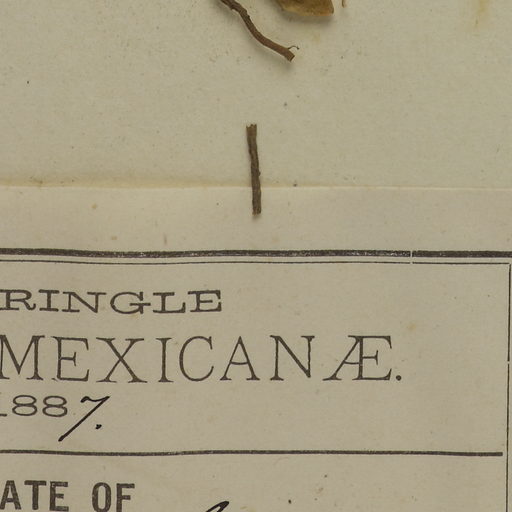 RINGLE
MEXICANÆ.
1887.
ATE OF